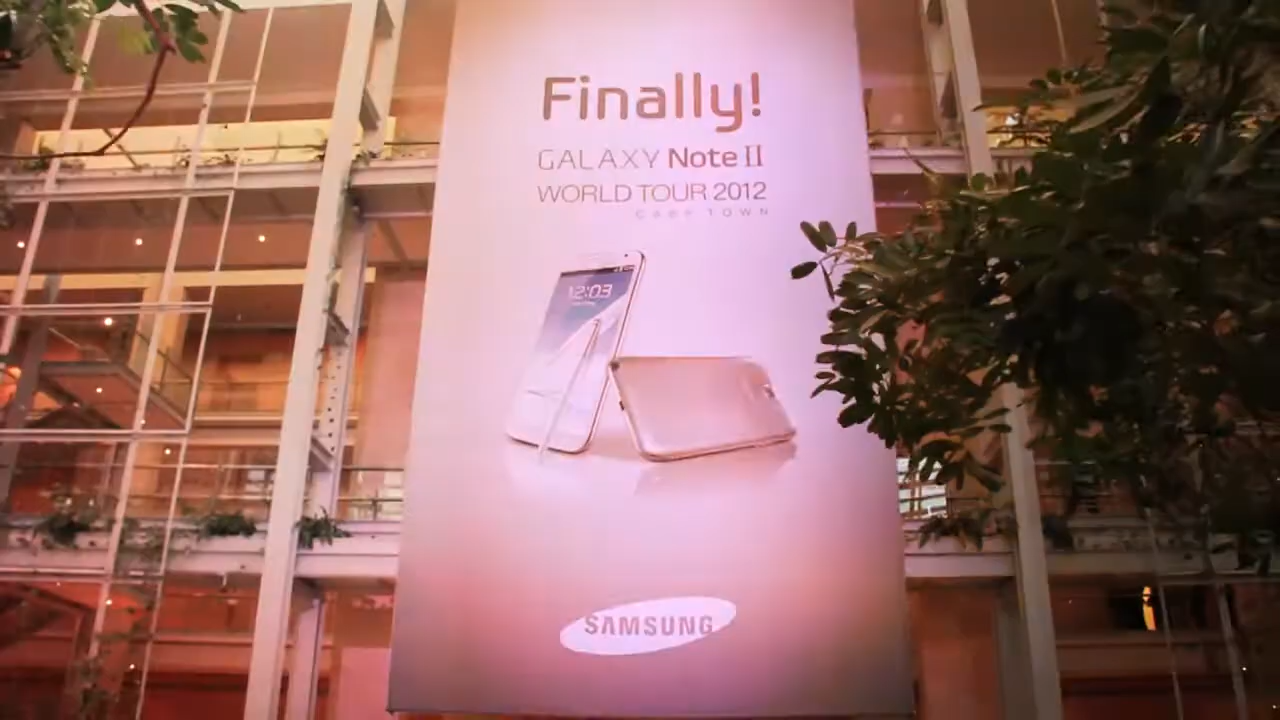 Finally!
GALAXY Note II
WORLD TOUR 2012
CAPE TOWN
12:03
SAMSUNG